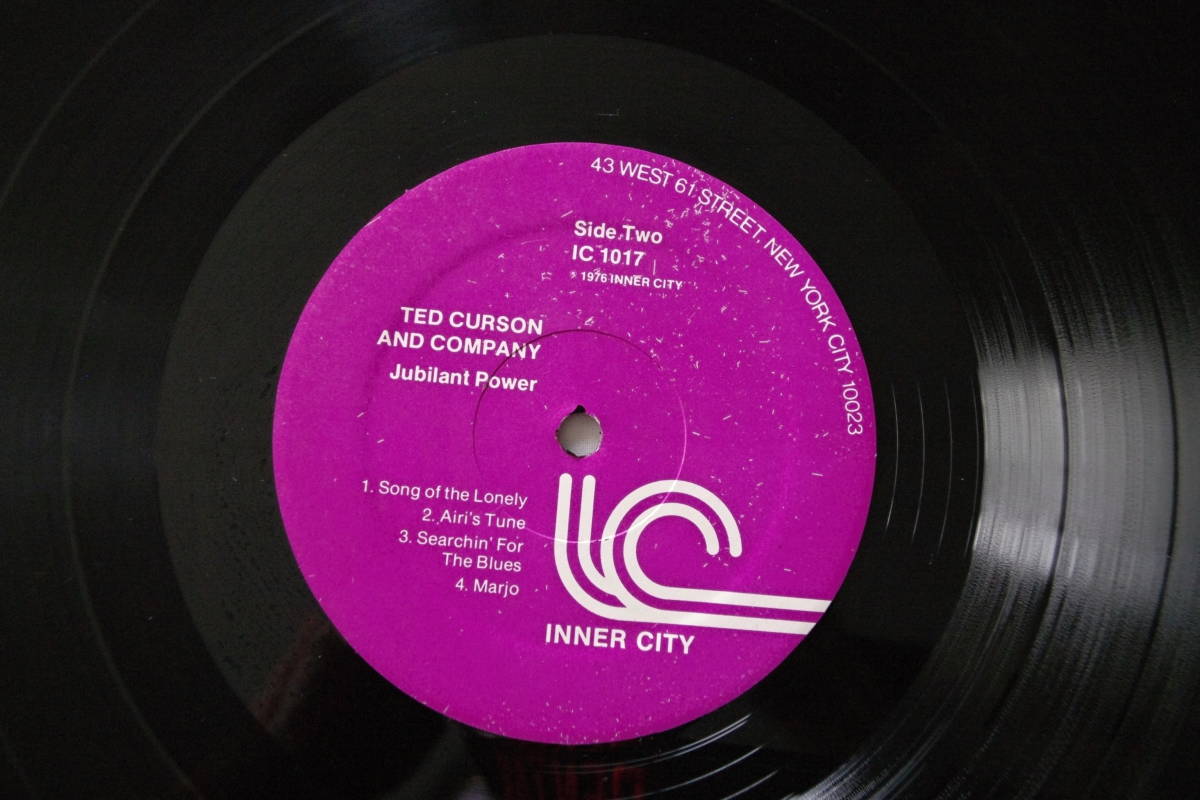 43 WEST 61 STREET, NEW YORK CITY 10023
Side Two
IC 1017
℗ 1976 INNER CITY
TED CURSON
AND COMPANY
Jubilant Power
1. Song of the Lonely
2. Airi's Tune
3. Searchin' For
The Blues
4. Marjo
IC
INNER CITY